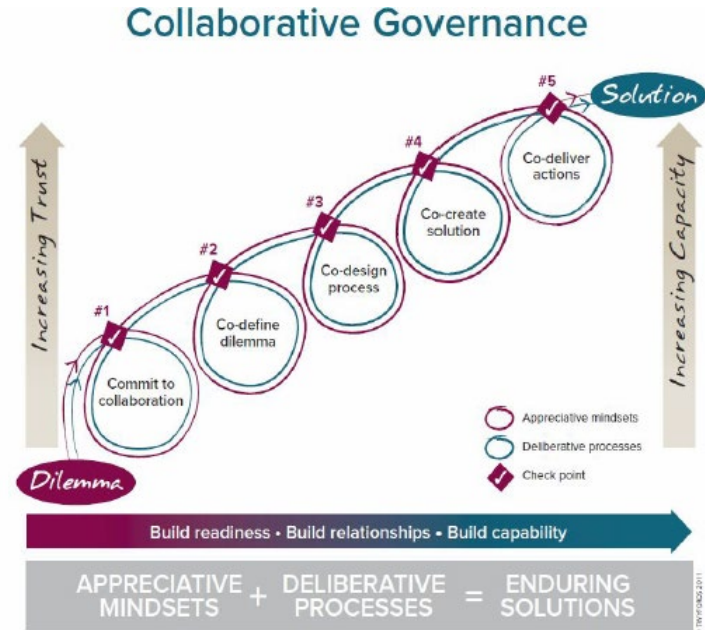 Collaborative Governance
#5
Solution
#4
Co-deliver
actions
Increasing Trust
Increasing Capacity
#3
Co-create
solution
#2
Co-design
process
#1
Co-define
dilemma
Commit to
collaboration
Appreciative mindsets
Deliberative processes
Check point
Dilemma
Build readiness • Build relationships • Build capability
APPRECIATIVE
MINDSETS
+
DELIBERATIVE
PROCESSES
=
ENDURING
SOLUTIONS